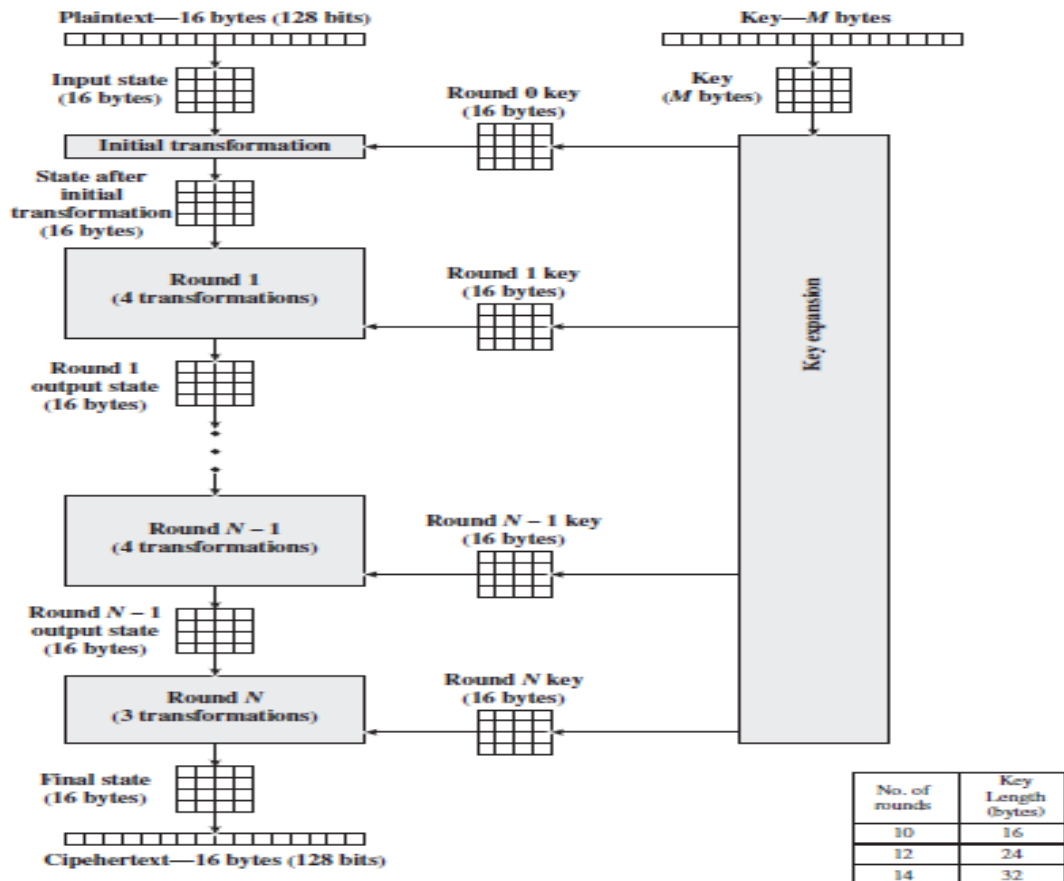 Plaintext—16 bytes (128 bits)
Key—M bytes
Input state
(16 bytes)
Key
(M bytes)
Round 0 key
(16 bytes)
Initial transformation
State after
initial
transformation
(16 bytes)
Round 1
(4 transformations)
Round 1 key
(16 bytes)
Key expansion
Round 1
output state
(16 bytes)
Round N – 1
(4 transformations)
Round N – 1 key
(16 bytes)
Round N – 1
output state
(16 bytes)
Round N
(3 transformations)
Round N key
(16 bytes)
Final state
(16 bytes)
Cipehertext—16 bytes (128 bits)
No. of
rounds
Key
Length
(bytes)
10 16
12 24
14 32